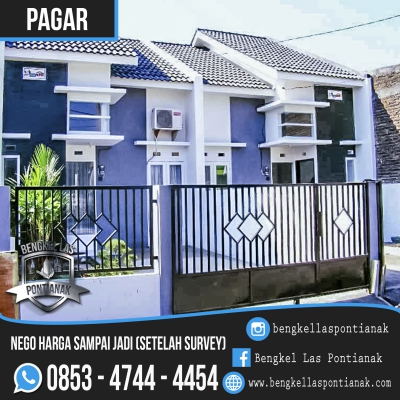 PAGAR
BENGKEL LAS
PONTIANAK
NEGO HARGA SAMPAI JADI (SETELAH SURVEY)
0853 - 4744 - 4454
bengkellaspontianak
Bengkel Las Pontianak
www.bengkellaspontianak.com